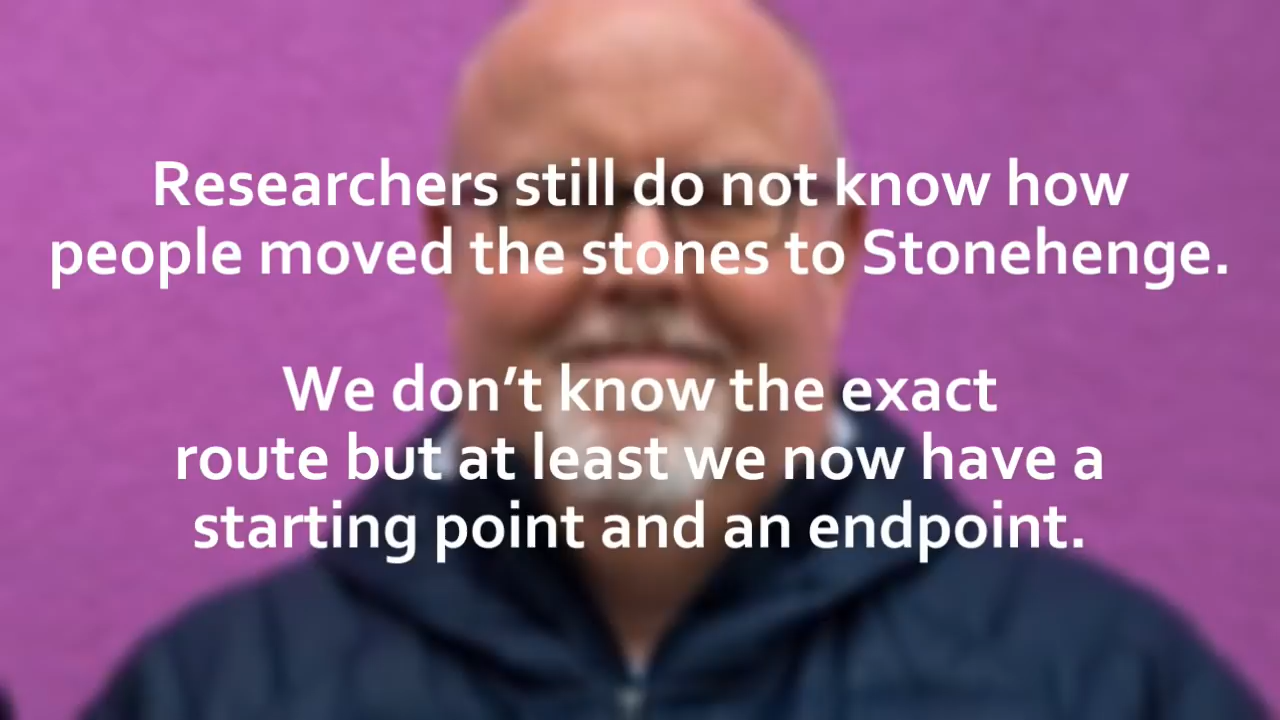 Researchers still do not know how
people moved the stones to Stonehenge.
We don’t know the exact
route but at least we now have a
starting point and an endpoint.